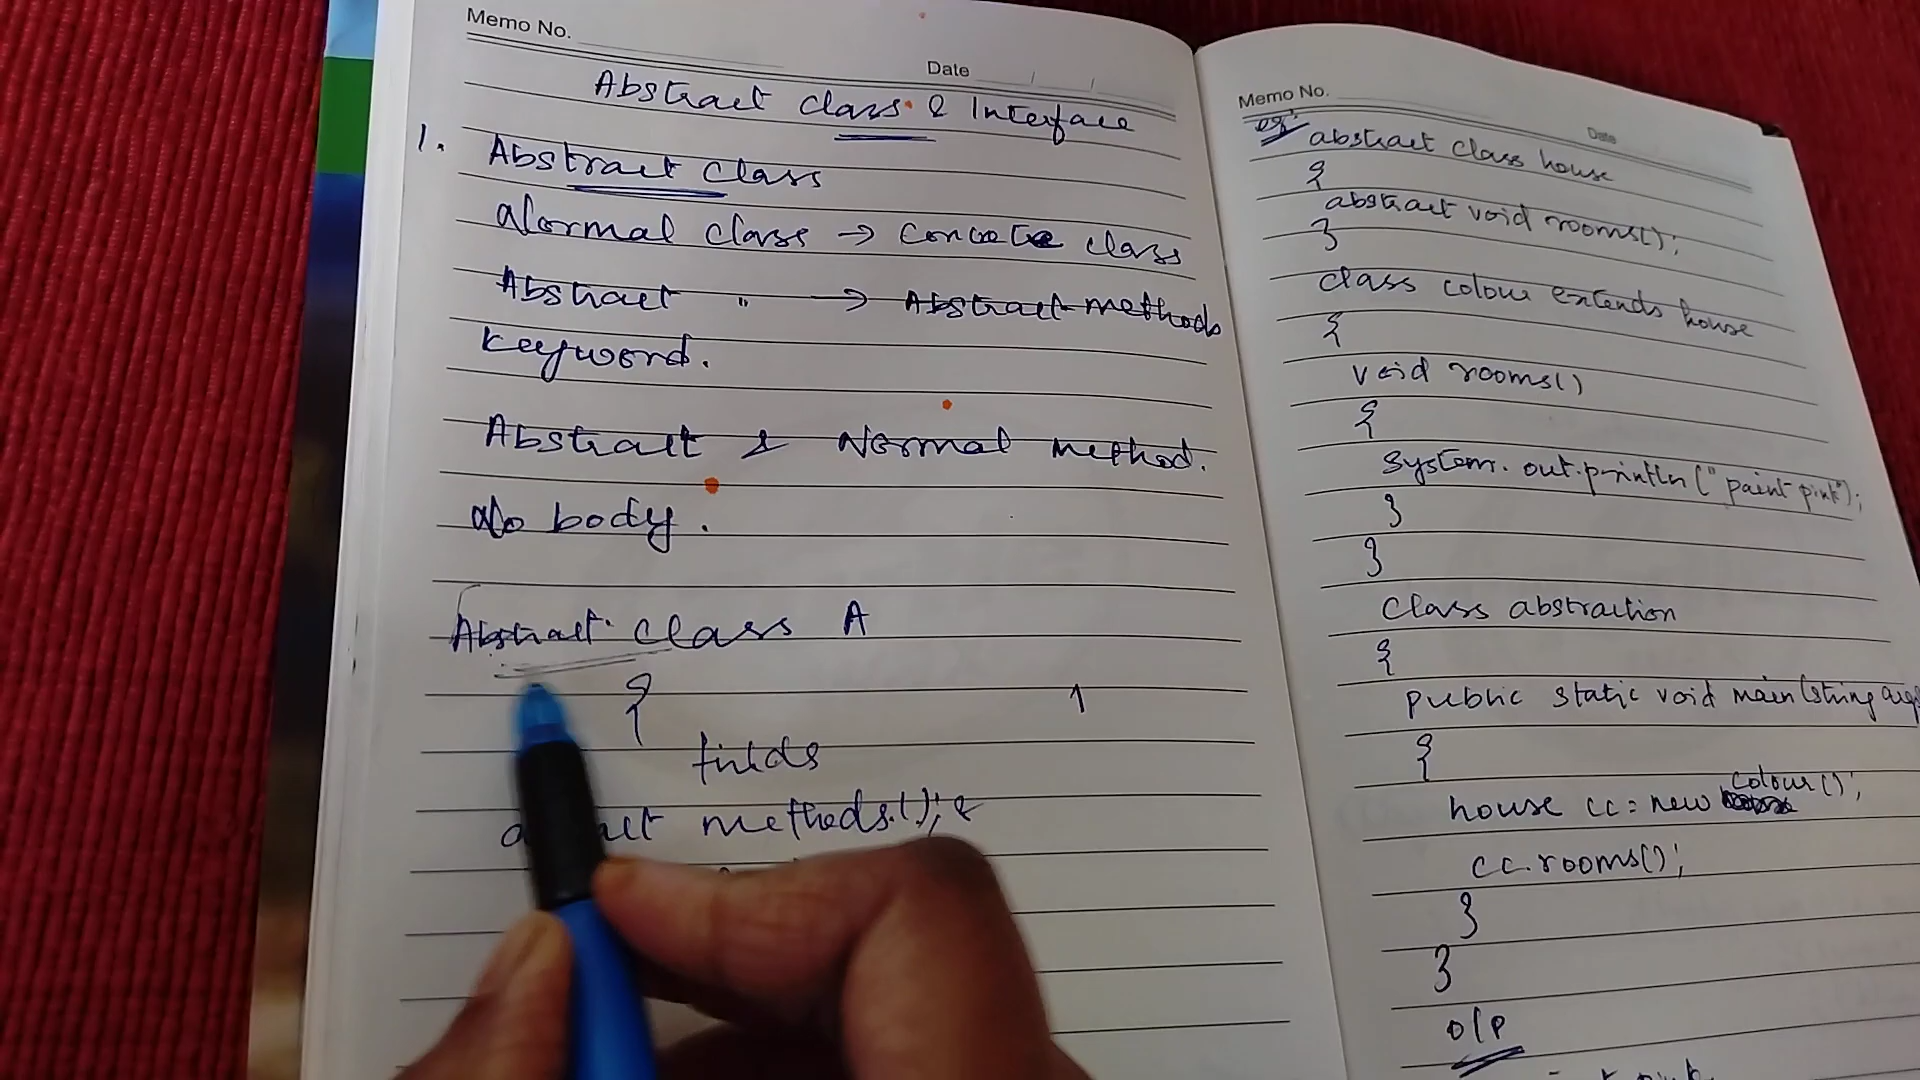 Memo No.
Date
Abstract class & Interface
1. Abstract class
Normal class → Concrete class
Abstract " → Abstract methods
keyword.
Abstract & Normal method.
No body.
Abstract class A
{
fields
methods();&
Memo No.
Date
eg: abstract class house
{
abstract void rooms();
}
class colour extends house
{
void rooms()
{
System.out.println("paint pink");
}
}
class abstraction
{
public static void main(string args
{
house cc = new colour();
cc.rooms();
}
}
o/p